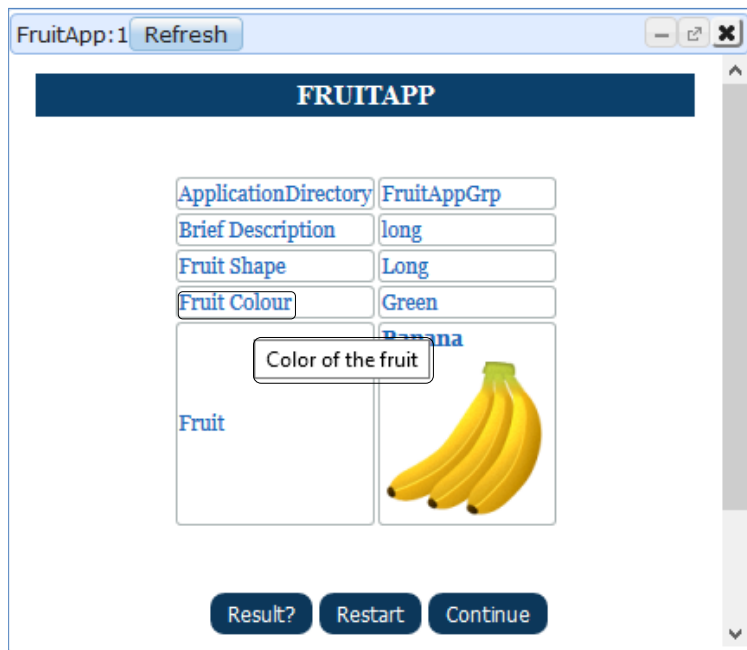 FruitApp:1 Refresh
FRUITAPP
ApplicationDirectory FruitAppGrp
Brief Description long
Fruit Shape Long
Fruit Colour Green
Banana
Color of the fruit
Fruit
Result? Restart Continue